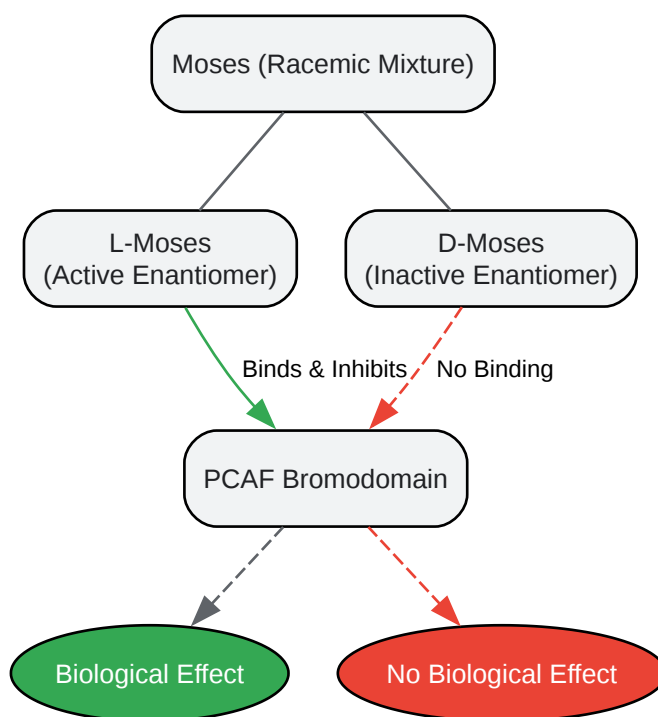 Moses (Racemic Mixture)
L-Moses
(Active Enantiomer)
D-Moses
(Inactive Enantiomer)
Binds & Inhibits
No Binding
PCAF Bromodomain
Biological Effect
No Biological Effect